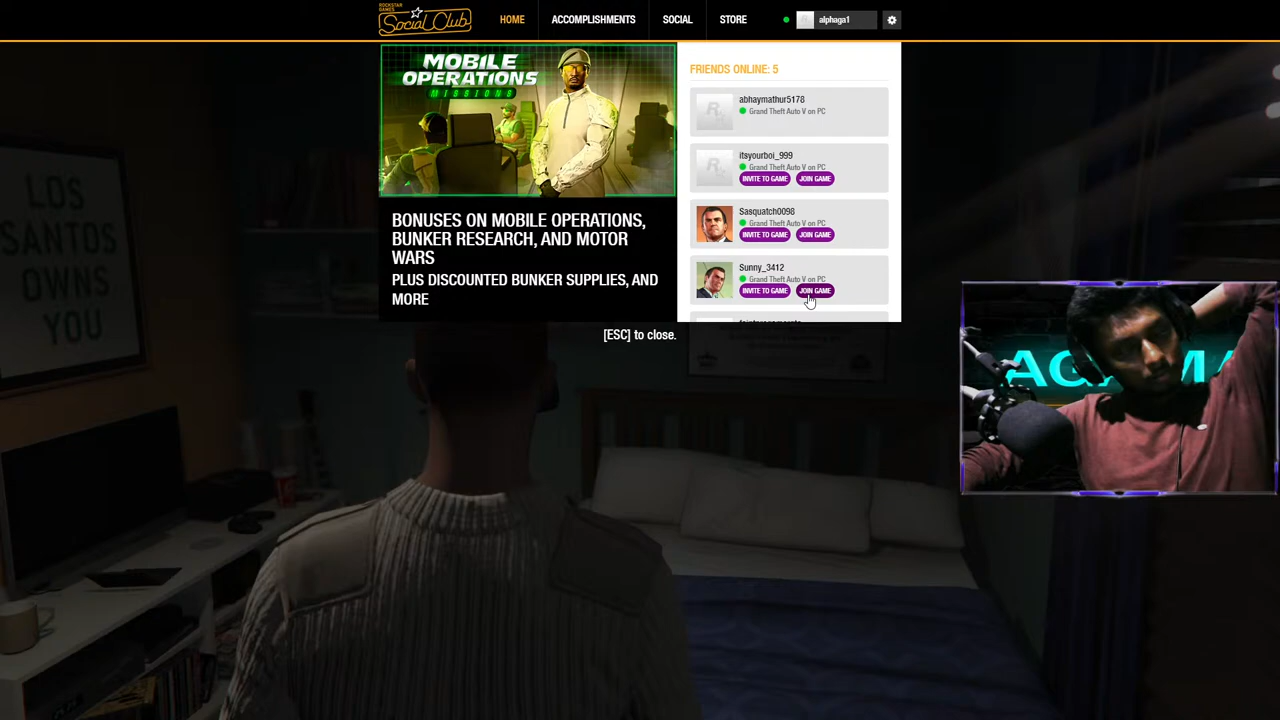 ROCKSTAR GAMES
Social Club
HOME
ACCOMPLISHMENTS
SOCIAL
STORE
alphaga1
MOBILE
OPERATIONS
MISSIONS
BONUSES ON MOBILE OPERATIONS,
BUNKER RESEARCH, AND MOTOR
WARS
PLUS DISCOUNTED BUNKER SUPPLIES, AND
MORE
FRIENDS ONLINE: 5
abhaymathur5178
Grand Theft Auto V on PC
itsyourboi_999
Grand Theft Auto V on PC
INVITE TO GAME JOIN GAME
Sasquatch0098
Grand Theft Auto V on PC
INVITE TO GAME JOIN GAME
Sunny_3412
Grand Theft Auto V on PC
INVITE TO GAME JOIN GAME
[ESC] to close.
LOS
SANTOS
OWNS
YOU